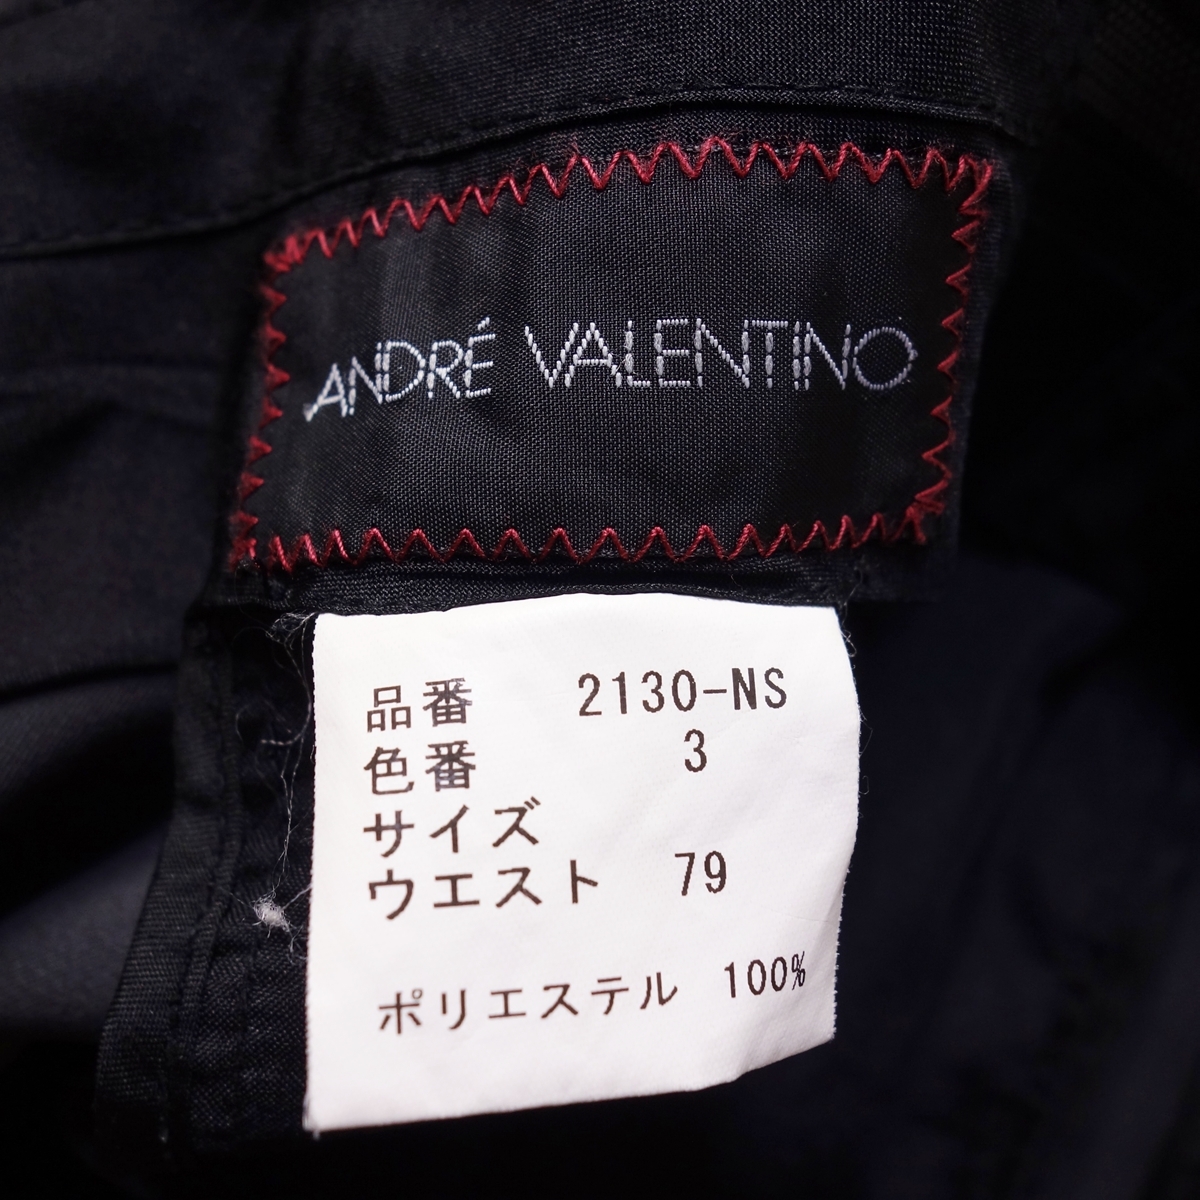 ANDRÉ VALENTINO
品番 2130-NS
色番 3
サイズ
ウエスト 79
ポリエステル 100%